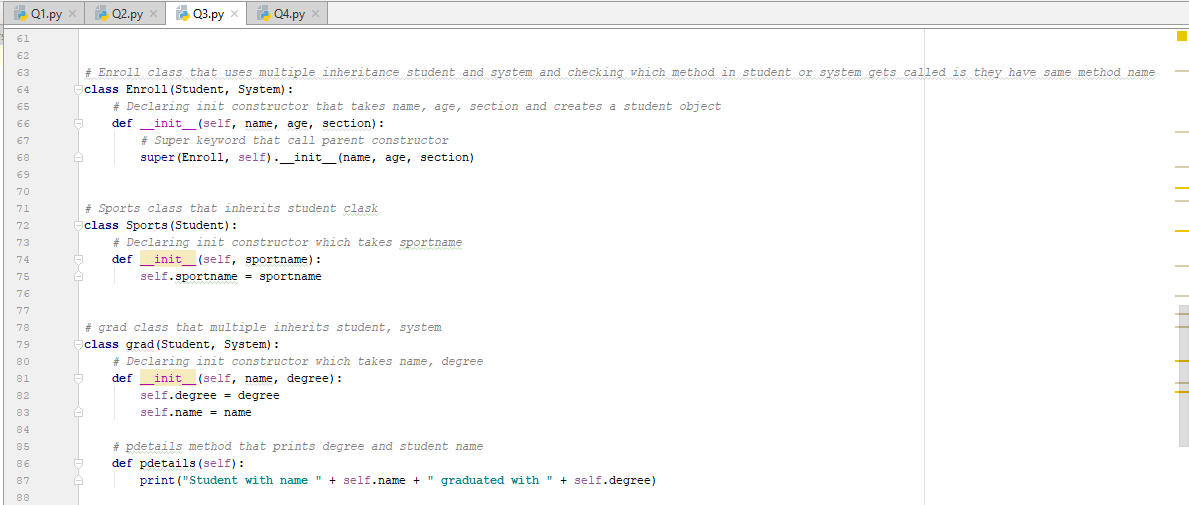 Q1.py × Q2.py × Q3.py × Q4.py ×
61
62
63 # Enroll class that uses multiple inheritance student and system and checking which method in student or system gets called is they have same method name
64 class Enroll(Student, System):
65     # Declaring init constructor that takes name, age, section and creates a student object
66     def __init__(self, name, age, section):
67         # Super keyword that call parent constructor
68         super(Enroll, self).__init__(name, age, section)
69
70
71 # Sports class that inherits student clask
72 class Sports(Student):
73     # Declaring init constructor which takes sportname
74     def __init__(self, sportname):
75         self.sportname = sportname
76
77
78 # grad class that multiple inherits student, system
79 class grad(Student, System):
80     # Declaring init constructor which takes name, degree
81     def __init__(self, name, degree):
82         self.degree = degree
83         self.name = name
84
85     # pdetails method that prints degree and student name
86     def pdetails(self):
87         print("Student with name " + self.name + " graduated with " + self.degree)
88